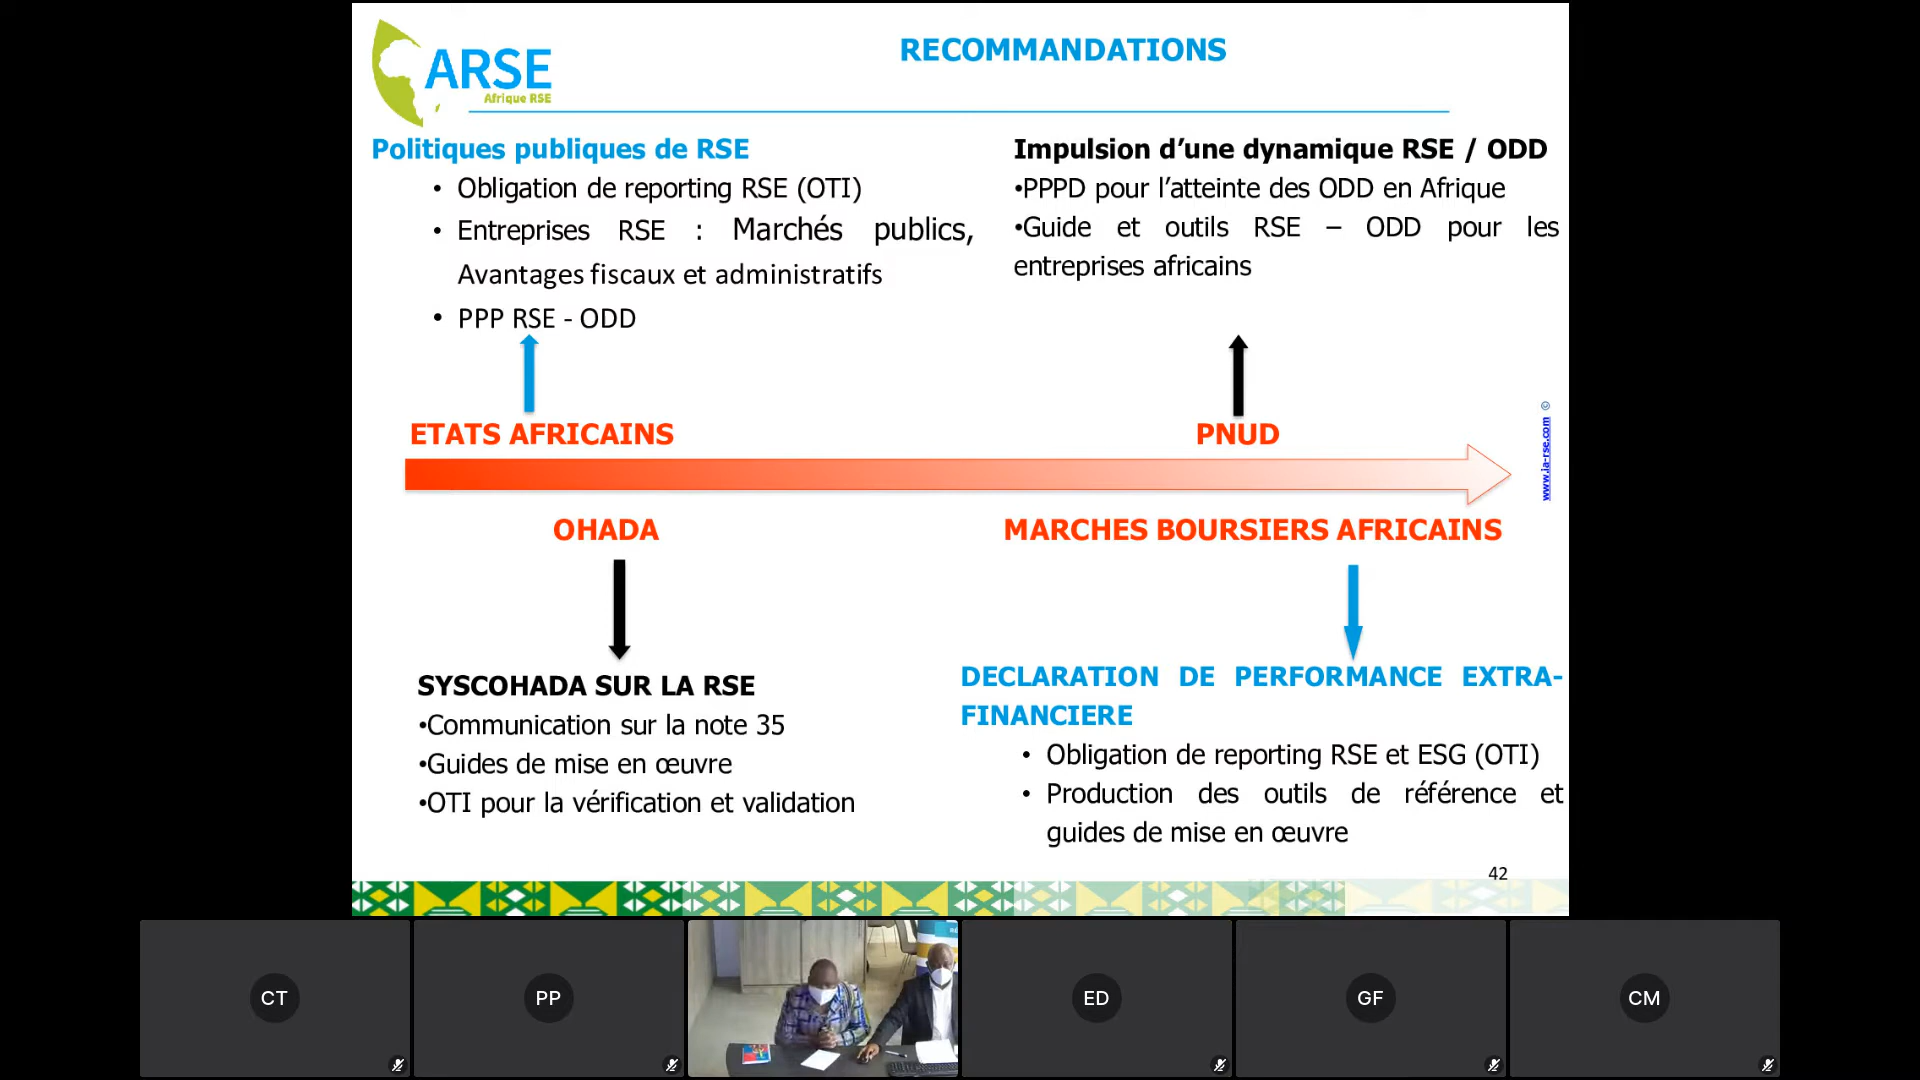 ARSE
Afrique RSE
RECOMMANDATIONS
Politiques publiques de RSE
• Obligation de reporting RSE (OTI)
• Entreprises RSE : Marchés publics,
Avantages fiscaux et administratifs
• PPP RSE - ODD
Impulsion d’une dynamique RSE / ODD
•PPPD pour l’atteinte des ODD en Afrique
•Guide et outils RSE – ODD pour les
entreprises africains
ETATS AFRICAINS
PNUD
www.ia-rse.com ©
OHADA
MARCHES BOURSIERS AFRICAINS
SYSCOHADA SUR LA RSE
•Communication sur la note 35
•Guides de mise en œuvre
•OTI pour la vérification et validation
DECLARATION DE PERFORMANCE EXTRA-
FINANCIERE
• Obligation de reporting RSE et ESG (OTI)
• Production des outils de référence et
guides de mise en œuvre
42
CT
PP
ED
GF
CM